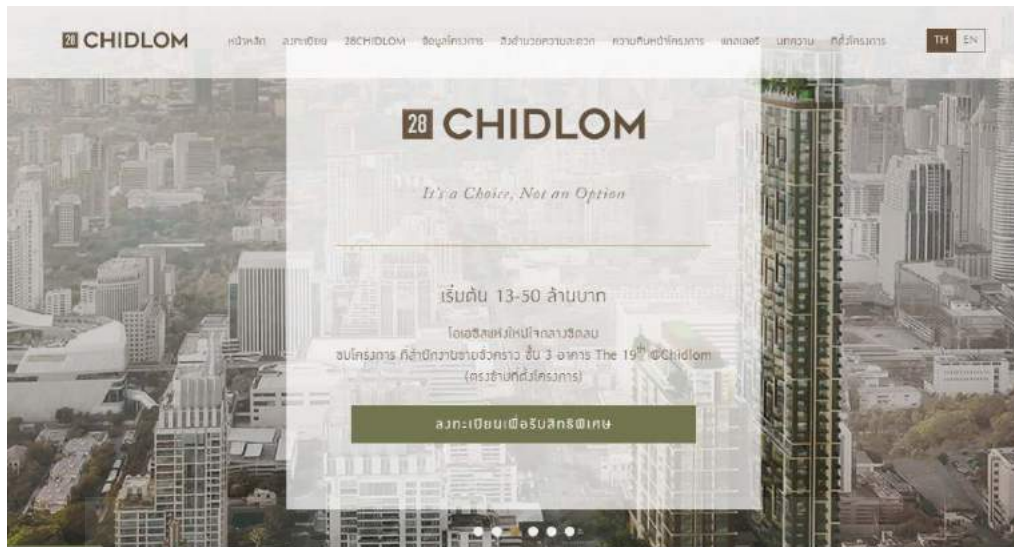 28 CHIDLOM
หน้าหลัก ลงทะเบียน 28CHIDLOM ข้อมูลโครงการ สิ่งอำนวยความสะดวก ความคืบหน้าโครงการ แกลเลอรี บทความ ที่ตั้งโครงการ TH EN
28 CHIDLOM
It's a Choice, Not an Option
เริ่มต้น 13-50 ล้านบาท
โอเอซิสแห่งใหม่ใจกลางชิดลม
ชมโครงการ ที่สำนักงานขายชั่วคราว ชั้น 3 อาคาร The 19th @Chidlom
(ตรงข้ามที่ตั้งโครงการ)
ลงทะเบียนเพื่อรับสิทธิพิเศษ